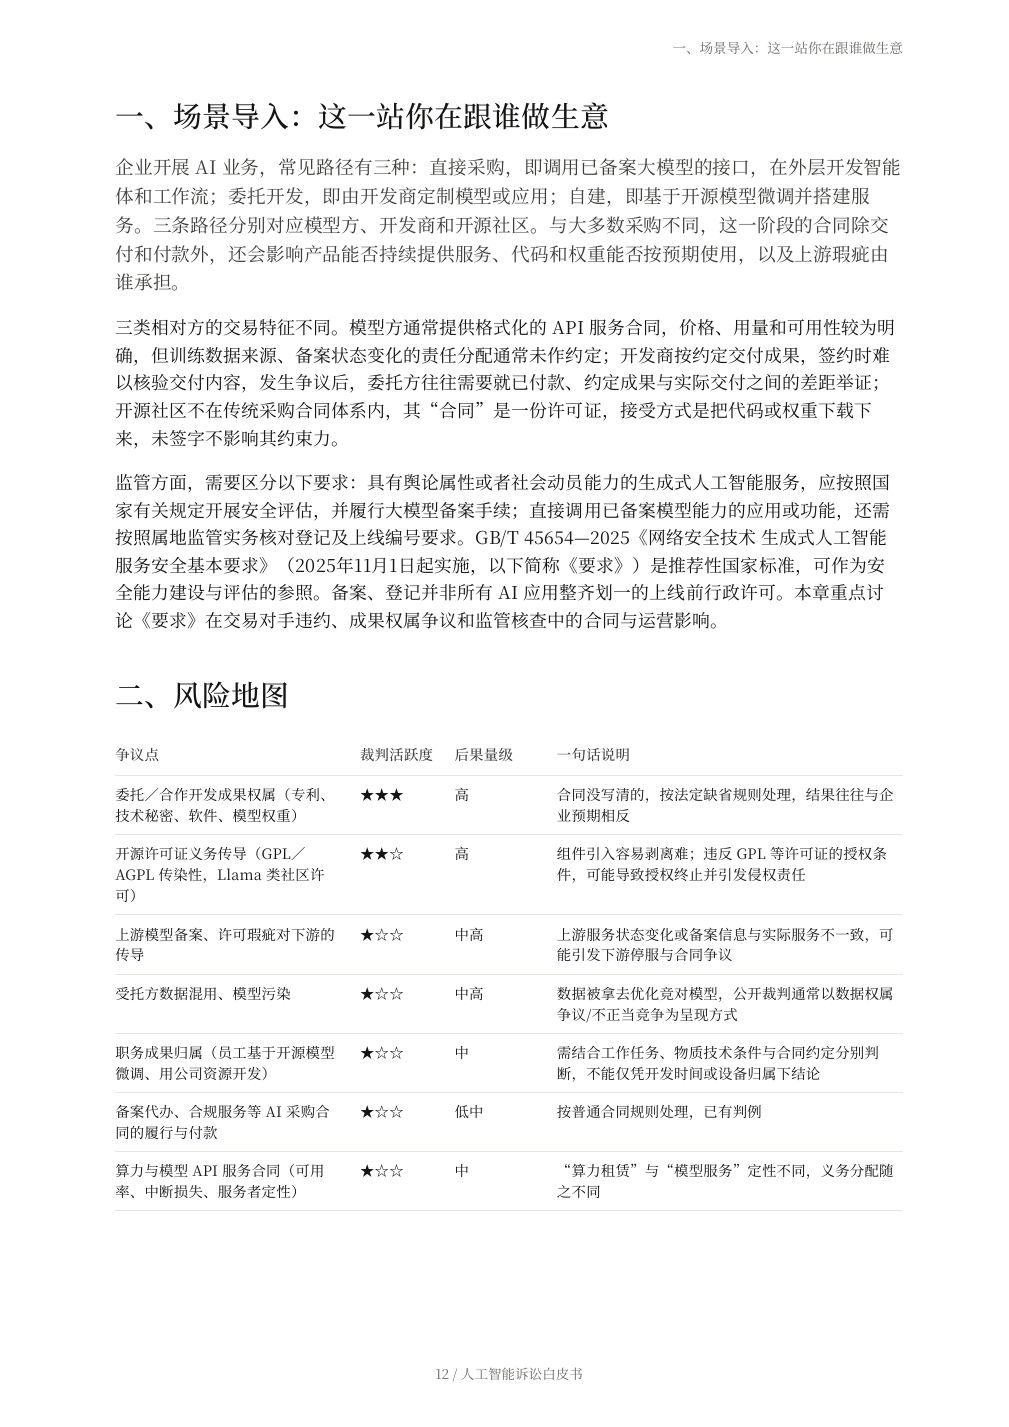 一、场景导入：这一站你在跟谁做生意
一、场景导入：这一站你在跟谁做生意
企业开展 AI 业务，常见路径有三种：直接采购，即调用已备案大模型的接口，在外层开发智能
体和工作流；委托开发，即由开发商定制模型或应用；自建，即基于开源模型微调并搭建服
务。三条路径分别对应模型方、开发商和开源社区。与大多数采购不同，这一阶段的合同除交
付和付款外，还会影响产品能否持续提供服务、代码和权重能否按预期使用，以及上游瑕疵由
谁承担。
三类相对方的交易特征不同。模型方通常提供格式化的 API 服务合同，价格、用量和可用性较为明
确，但训练数据来源、备案状态变化的责任分配通常未作约定；开发商按约定交付成果，签约时难
以核验交付内容，发生争议后，委托方往往需要就已付款、约定成果与实际交付之间的差距举证；
开源社区不在传统采购合同体系内，其“合同”是一份许可证，接受方式是把代码或权重下载下
来，未签字不影响其约束力。
监管方面，需要区分以下要求：具有舆论属性或者社会动员能力的生成式人工智能服务，应按照国
家有关规定开展安全评估，并履行大模型备案手续；直接调用已备案模型能力的应用或功能，还需
按照属地监管实务核对登记及上线编号要求。GB/T 45654—2025《网络安全技术 生成式人工智能
服务安全基本要求》（2025年11月1日起实施，以下简称《要求》）是推荐性国家标准，可作为安
全能力建设与评估的参照。备案、登记并非所有 AI 应用整齐划一的上线前行政许可。本章重点讨
论《要求》在交易对手违约、成果权属争议和监管核查中的合同与运营影响。
二、风险地图
争议点 裁判活跃度 后果量级 一句话说明
委托／合作开发成果权属（专利、 ★★★ 高 合同没写清的，按法定缺省规则处理，结果往往与企
技术秘密、软件、模型权重） 业预期相反
开源许可证义务传导（GPL／ ★★☆ 高 组件引入容易剥离难；违反 GPL 等许可证的授权条
AGPL 传染性，Llama 类社区许 件，可能导致授权终止并引发侵权责任
可）
上游模型备案、许可瑕疵对下游的 ★☆☆ 中高 上游服务状态变化或备案信息与实际服务不一致，可
传导 能引发下游停服与合同争议
受托方数据混用、模型污染 ★☆☆ 中高 数据被拿去优化竞对模型，公开裁判通常以数据权属
争议/不正当竞争为呈现方式
职务成果归属（员工基于开源模型 ★☆☆ 中 需结合工作任务、物质技术条件与合同约定分别判
微调、用公司资源开发） 断，不能仅凭开发时间或设备归属下结论
备案代办、合规服务等 AI 采购合 ★☆☆ 低中 按普通合同规则处理，已有判例
同的履行与付款
算力与模型 API 服务合同（可用 ★☆☆ 中 “算力租赁”与“模型服务”定性不同，义务分配随
率、中断损失、服务者定性） 之不同
12 / 人工智能诉讼白皮书